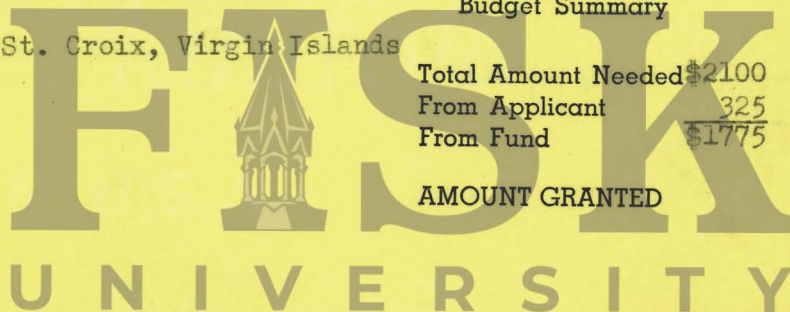 Budget Summary
St. Croix, Virgin Islands
Total Amount Needed $2100
From Applicant 325
From Fund $1775
AMOUNT GRANTED
FISK
UNIVERSITY